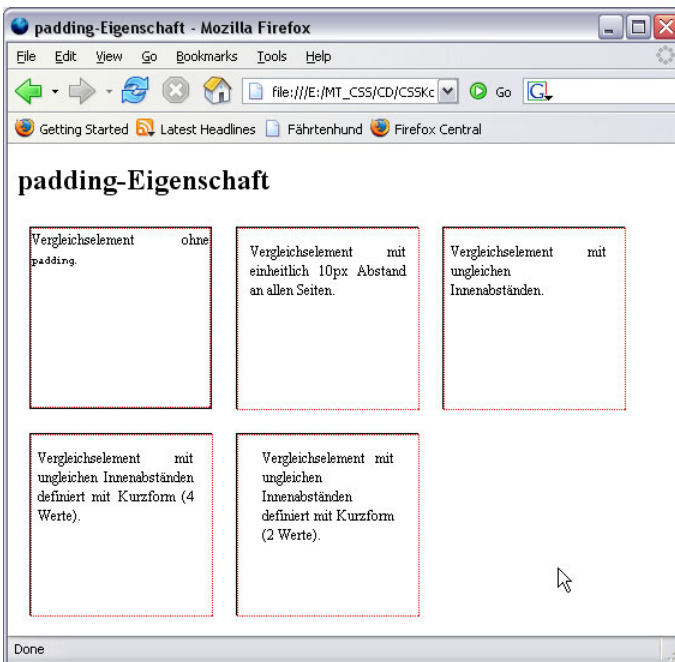 padding-Eigenschaft - Mozilla Firefox
File Edit View Go Bookmarks Tools Help
file:///E:/MT_CSS/CD/CSSKo Go G
Getting Started Latest Headlines Fährtenhund Firefox Central
padding-Eigenschaft
Vergleichselement ohne
padding.
Vergleichselement mit
einheitlich 10px Abstand
an allen Seiten.
Vergleichselement mit
ungleichen
Innenabständen.
Vergleichselement mit
ungleichen Innenabständen
definiert mit Kurzform (4
Werte).
Vergleichselement mit
ungleichen
Innenabständen
definiert mit Kurzform
(2 Werte).
Done